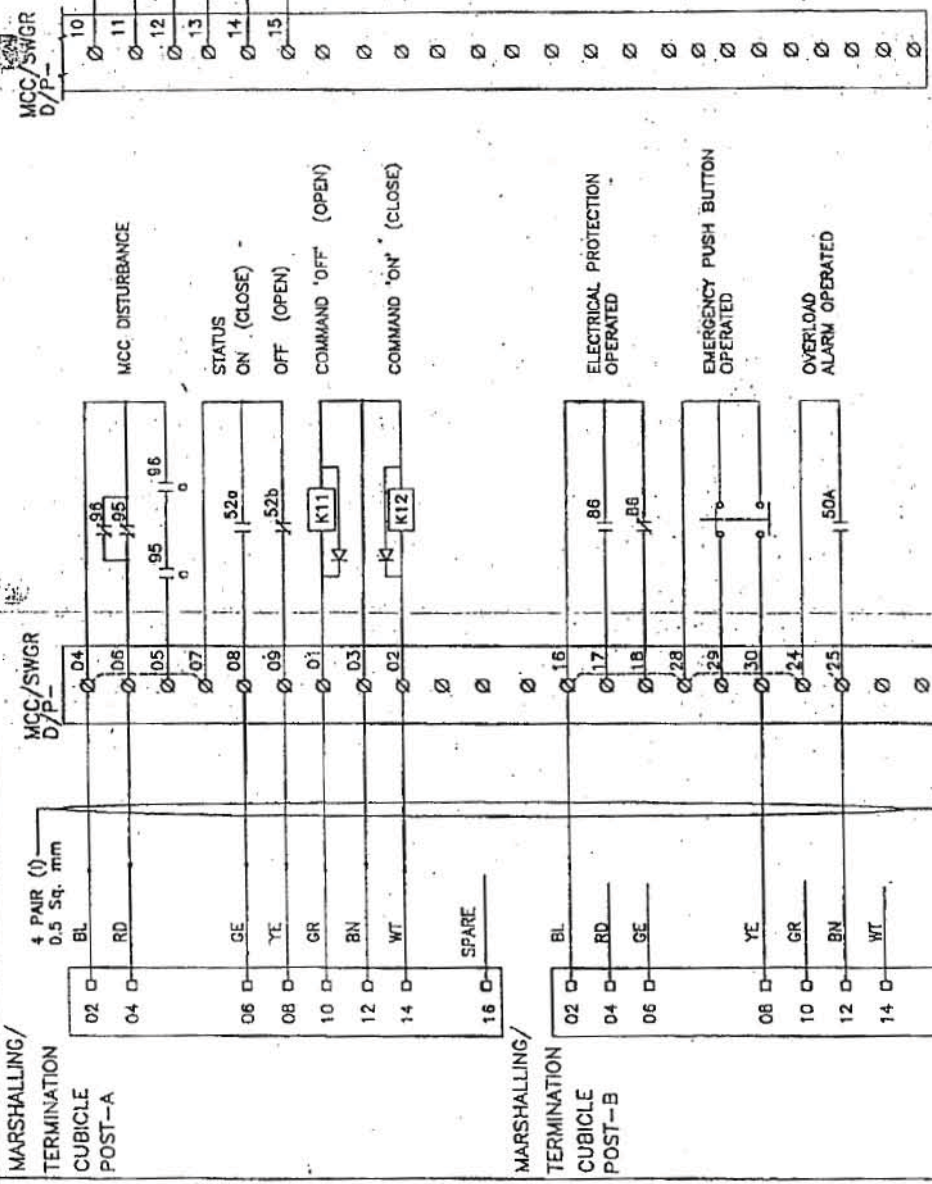 MCC/SWGR
D/P-
10
11
12
13
14
15
MARSHALLING/
TERMINATION
CUBICLE
POST-A
4 PAIR (I)
0.5 Sq. mm
MCC/SWGR
D/P-
02 BL 04
04 RD 06
96
95
MCC DISTURBANCE
05 95 96
07
STATUS
06 GE 08 52a ON (CLOSE) -
08 YE 09 52b OFF (OPEN)
10 GR 01 K11 COMMAND "OFF" (OPEN)
12 BN 03
14 WT 02 K12 COMMAND "ON" (CLOSE)
16 SPARE
MARSHALLING/
TERMINATION
CUBICLE
POST-B
02 BL 16
04 RD 17 86 ELECTRICAL PROTECTION
OPERATED
06 GE 18 86
28
29 EMERGENCY PUSH BUTTON
OPERATED
08 YE 30
10 GR 24 OVERLOAD
ALARM OPERATED
12 BN 25 50A
14 WT